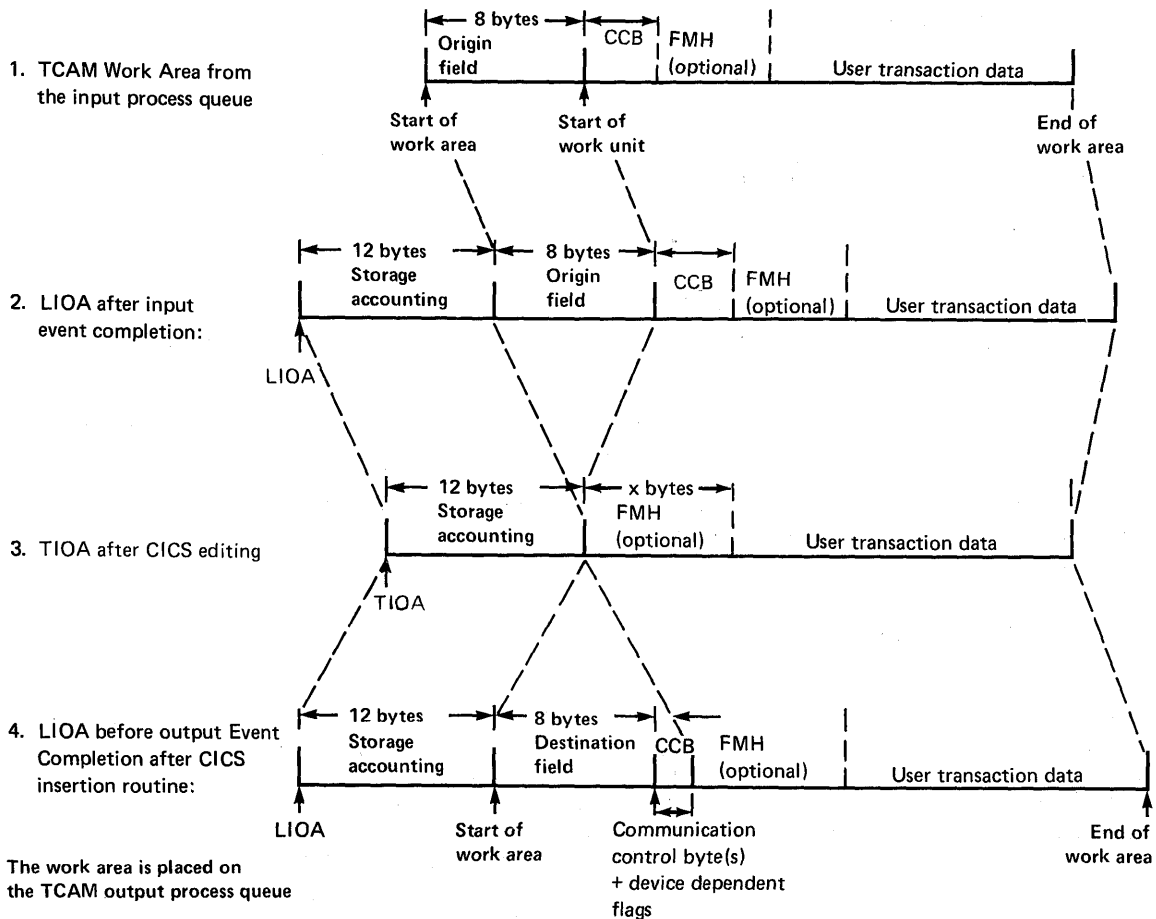 1. TCAM Work Area from
the input process queue
8 bytes
Origin
field
CCB
FMH
(optional)
User transaction data
Start of
work area
Start of
work unit
End of
work area
2. LIOA after input
event completion:
12 bytes
Storage
accounting
8 bytes
Origin
field
CCB
FMH
(optional)
User transaction data
LIOA
3. TIOA after CICS editing
12 bytes
Storage
accounting
x bytes
FMH
(optional)
User transaction data
TIOA
4. LIOA before output Event
Completion after CICS
insertion routine:
12 bytes
Storage
accounting
8 bytes
Destination
field
CCB
FMH
(optional)
User transaction data
LIOA
Start of
work area
Communication
control byte(s)
+ device dependent
flags
End of
work area
The work area is placed on
the TCAM output process queue